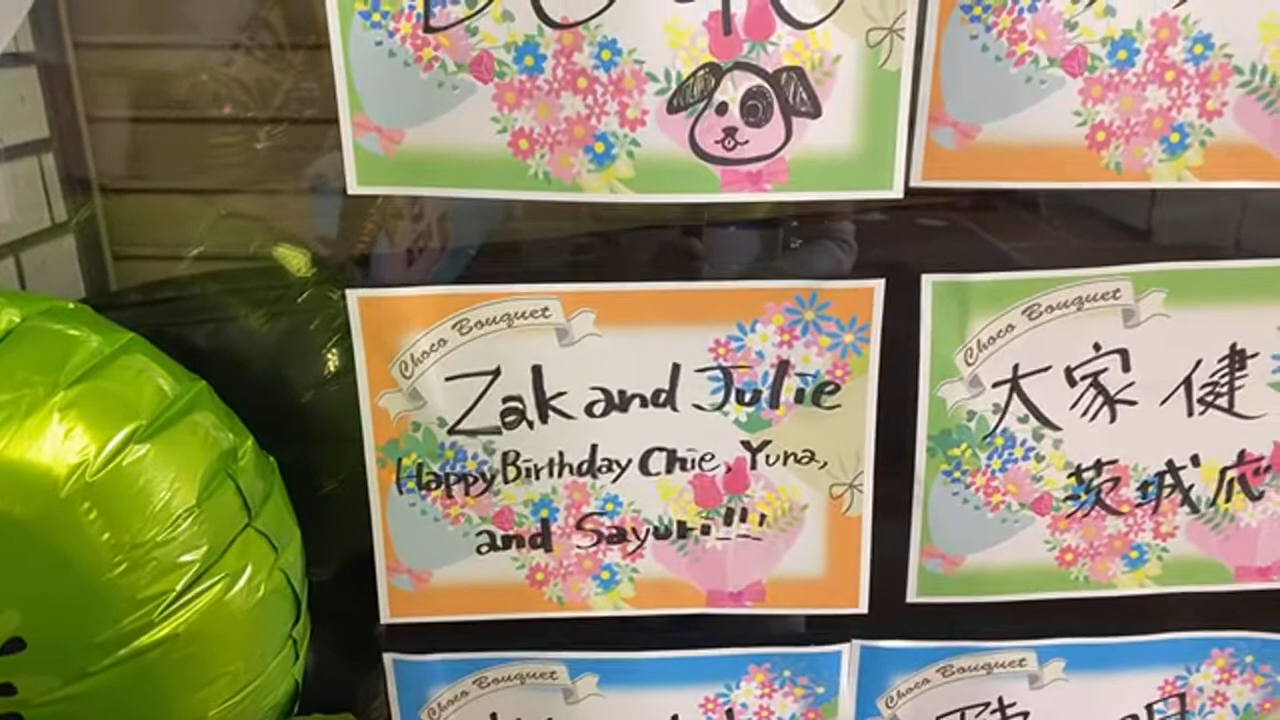 Choco Bouquet
Zak and Julie
Happy Birthday Chie, Yuna,
and Sayuri!!!
Choco Bouquet
大家 健
茨城応
Choco Bouquet
Choco Bouquet